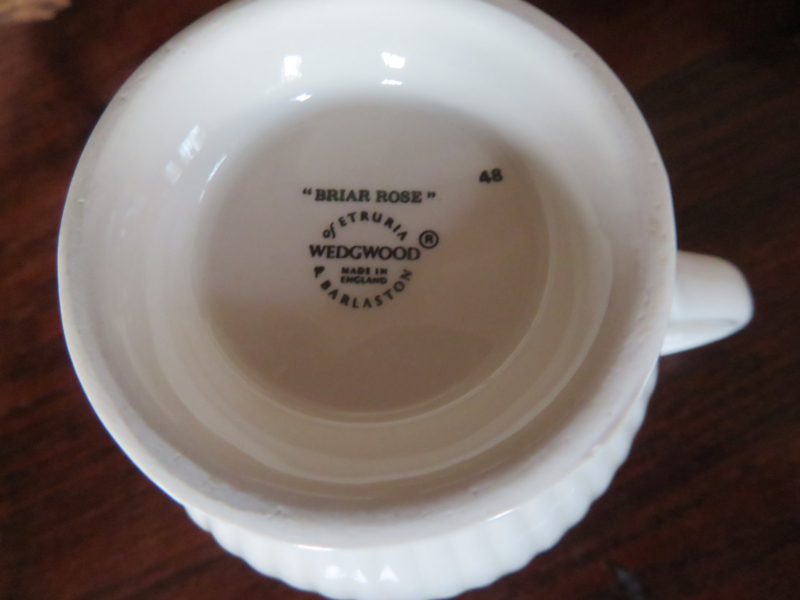 "BRIAR ROSE"
48
of ETRURIA
WEDGWOOD ®
MADE IN
ENGLAND
& BARLASTON